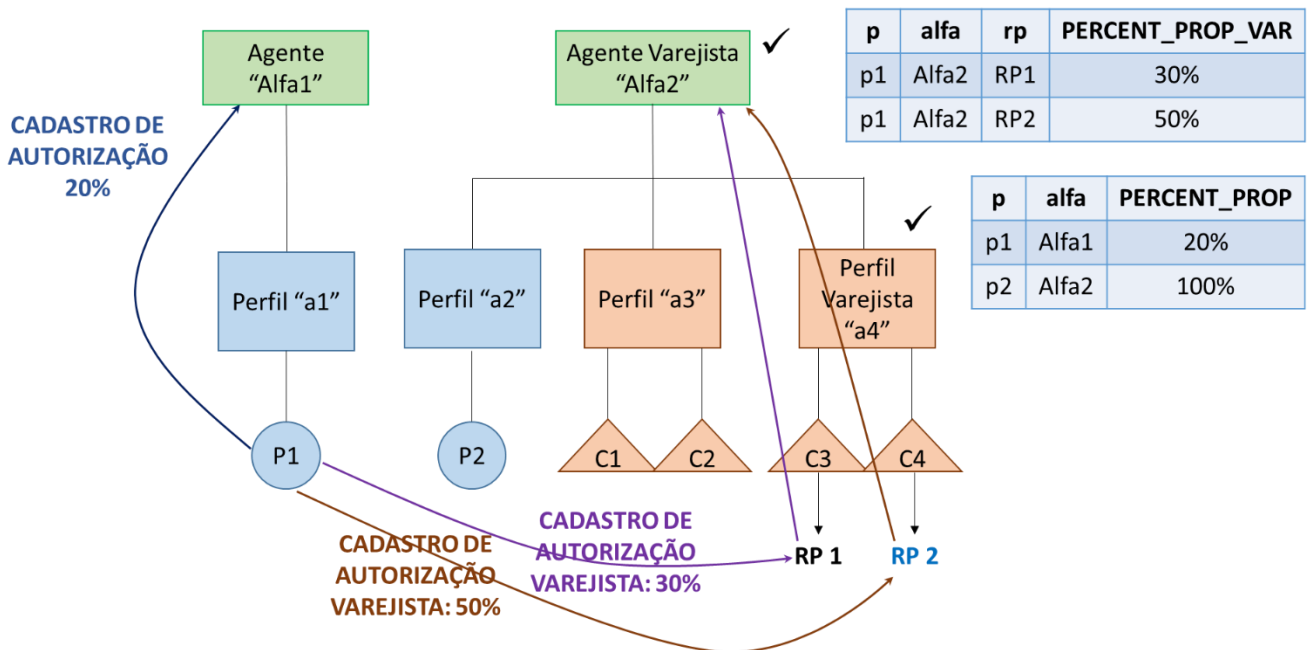 Agente
“Alfa1”
Agente Varejista
“Alfa2”
✓
p alfa rp PERCENT_PROP_VAR
p1 Alfa2 RP1 30%
p1 Alfa2 RP2 50%
CADASTRO DE
AUTORIZAÇÃO
20%
p alfa PERCENT_PROP
p1 Alfa1 20%
p2 Alfa2 100%
✓
Perfil “a1”
Perfil “a2”
Perfil “a3”
Perfil
Varejista
“a4”
P1
P2
C1
C2
C3
C4
CADASTRO DE
AUTORIZAÇÃO
VAREJISTA: 50%
CADASTRO DE
AUTORIZAÇÃO
VAREJISTA: 30%
RP 1
RP 2